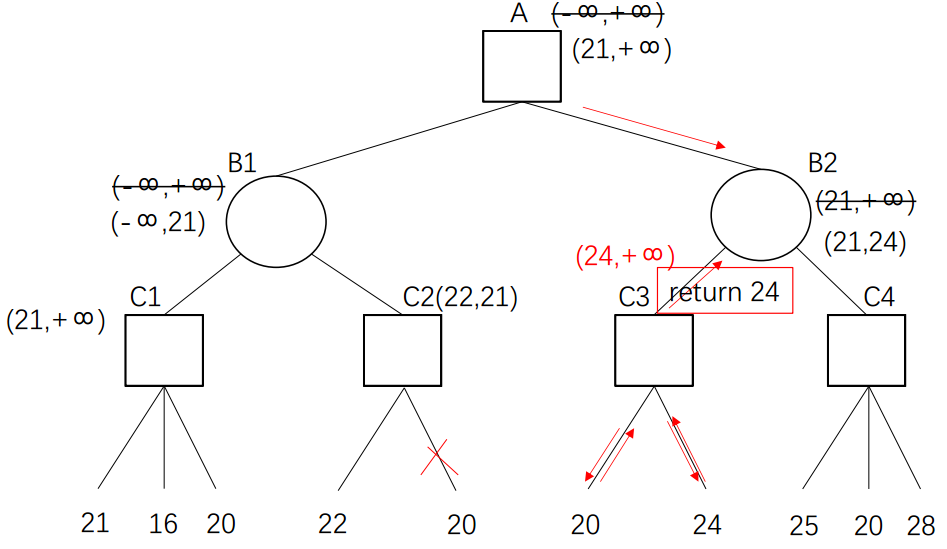 A (-∞,+∞)
(21,+∞)
B1
(-∞,+∞)
(-∞,21)
B2
(21,+∞)
(21,24)
(24,+∞)
return 24
C1
(21,+∞)
C2(22,21)
C3
C4
21 16 20 22 20 20 24 25 20 28